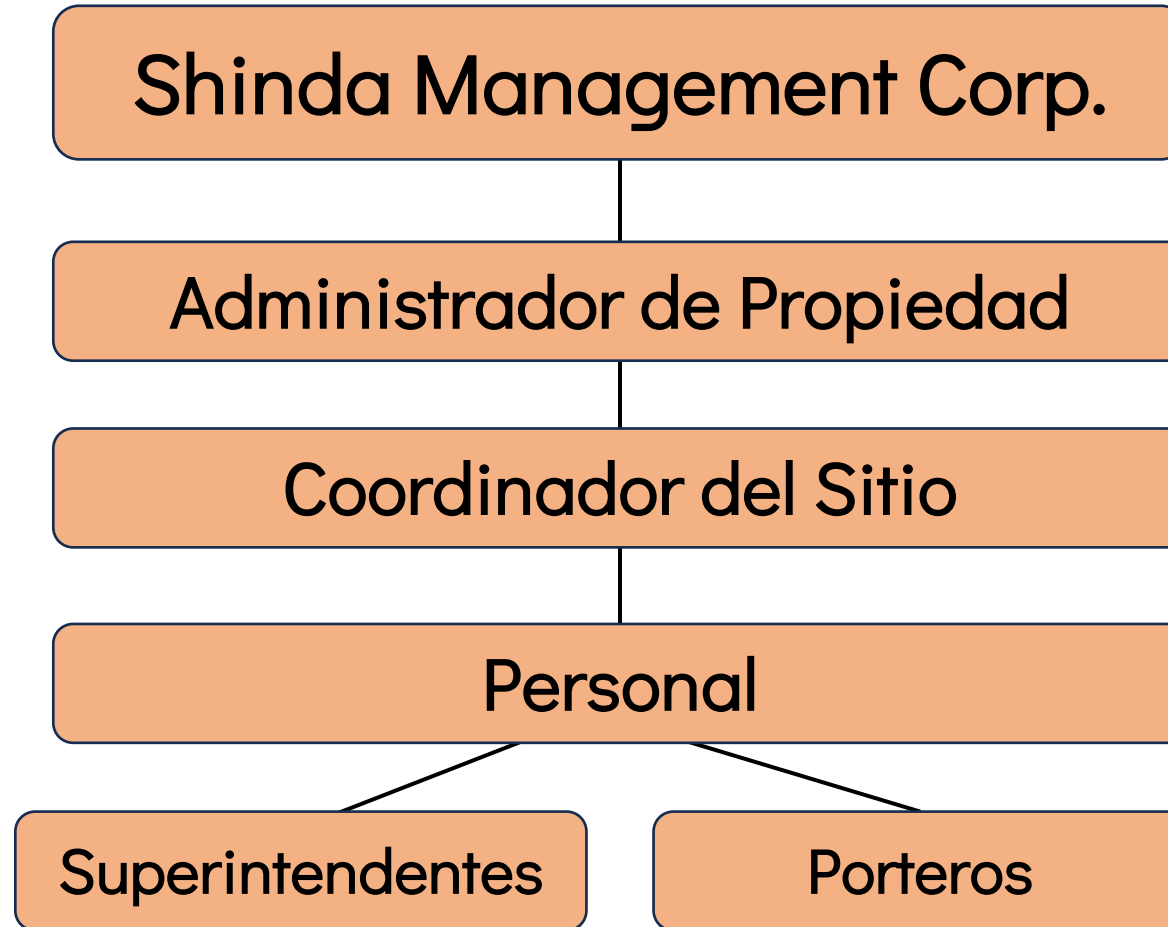 Shinda Management Corp.
Administrador de Propiedad
Coordinador del Sitio
Personal
Superintendentes
Porteros